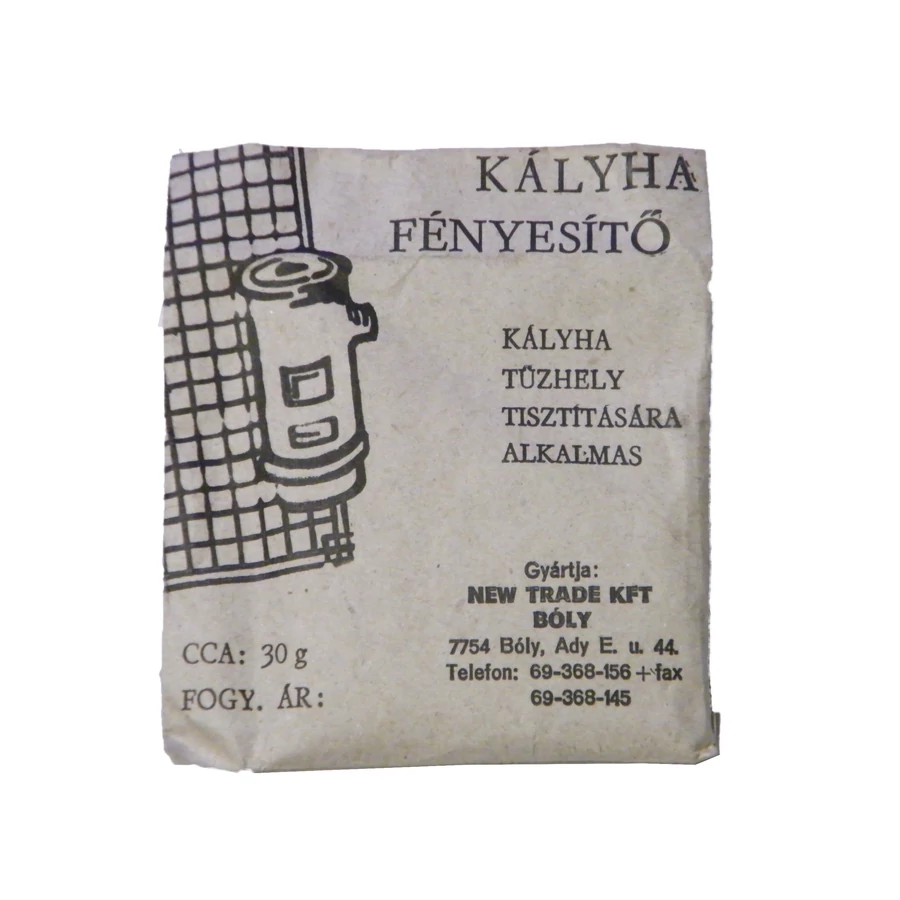 KÁLYHA
FÉNYESÍTŐ
KÁLYHA
TŰZHELY
TISZTÍTÁSÁRA
ALKALMAS
Gyártja:
NEW TRADE KFT
BÓLY
7754 Bóly, Ady E. u. 44.
Telefon: 69-368-156 + fax
69-368-145
CCA: 30 g
FOGY. ÁR: